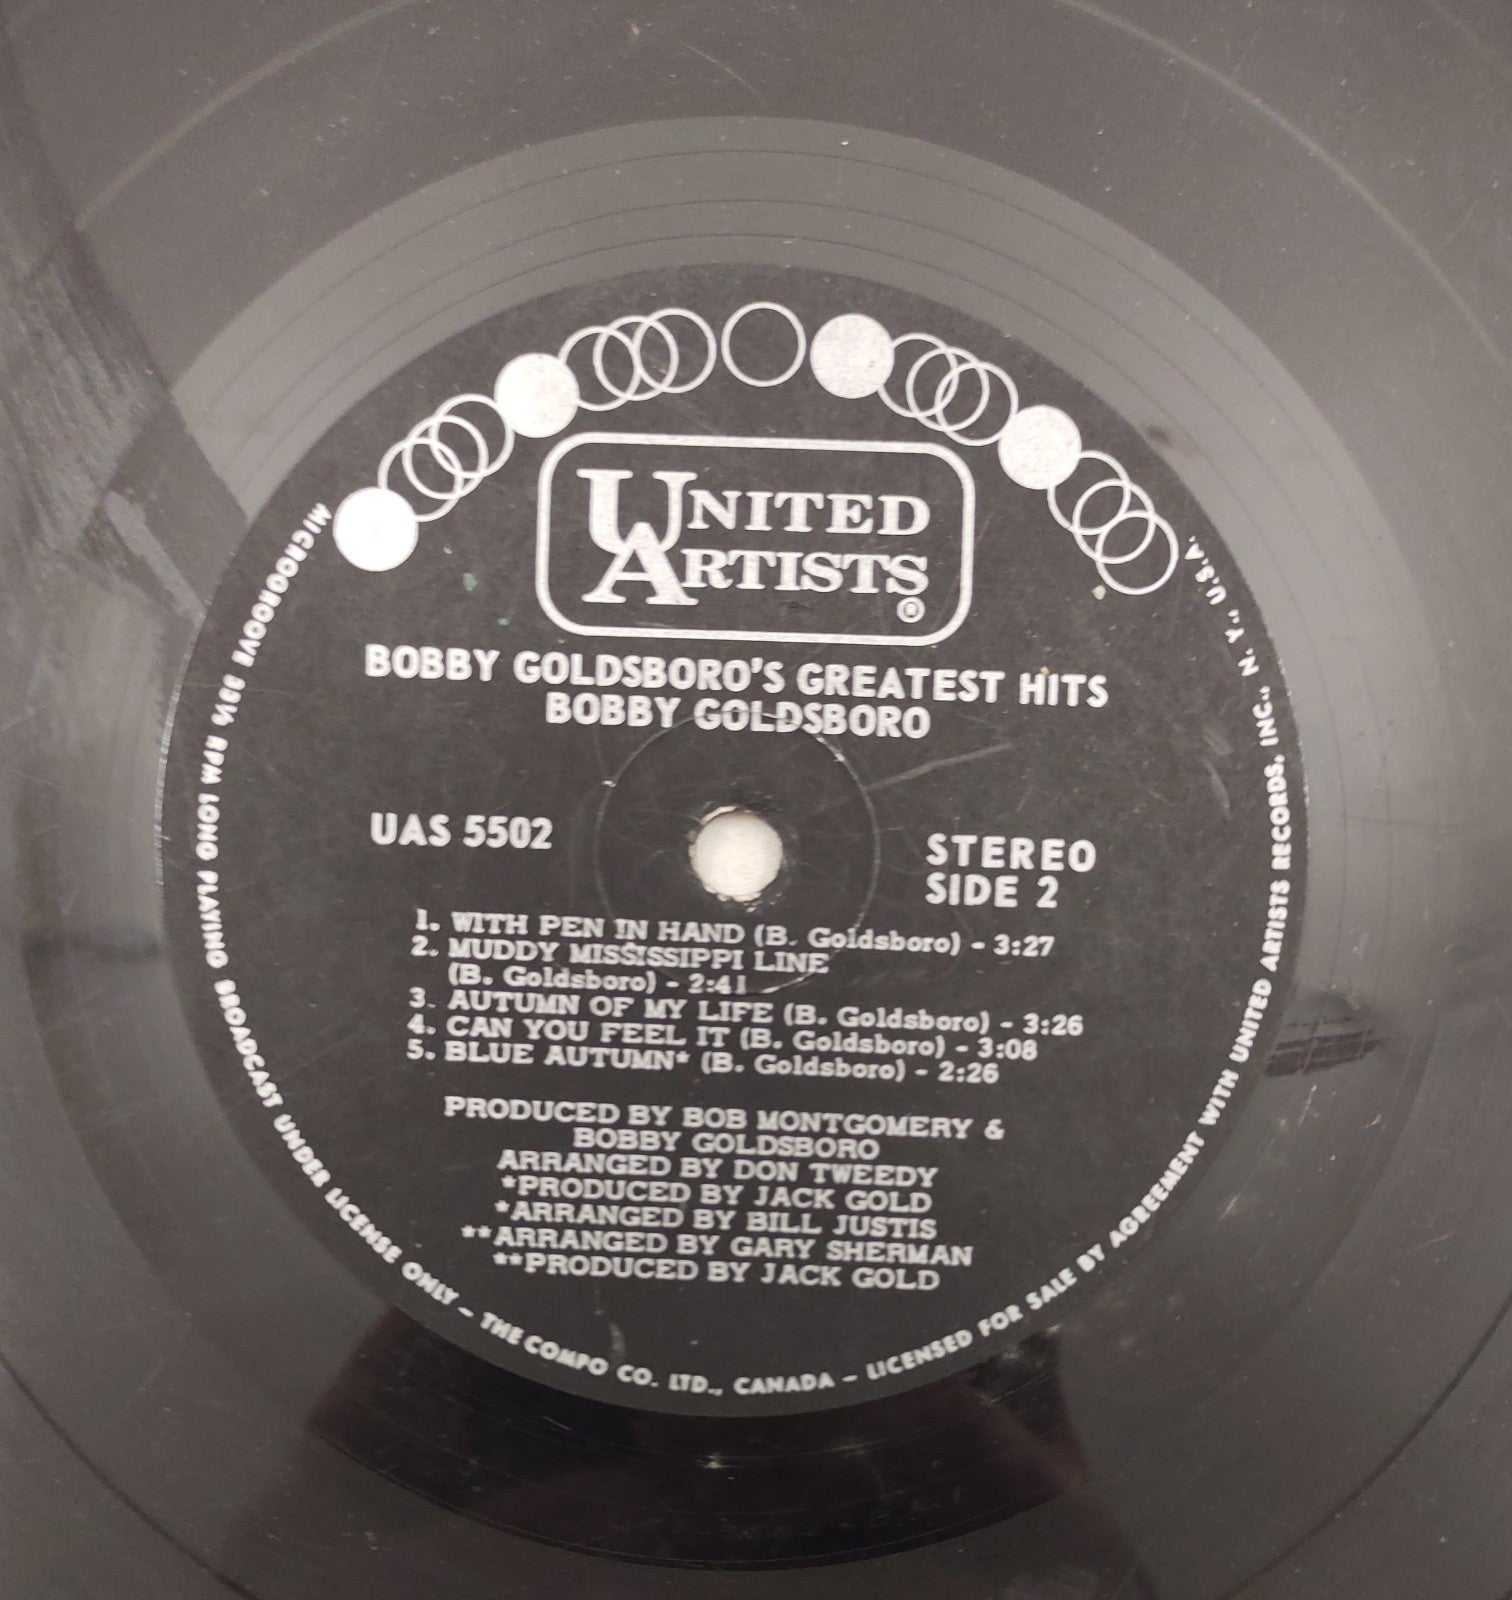 UNITED
ARTISTS
®
BOBBY GOLDSBORO'S GREATEST HITS
BOBBY GOLDSBORO
UAS 5502
STEREO
SIDE 2
1. WITH PEN IN HAND (B. Goldsboro) - 3:27
2. MUDDY MISSISSIPPI LINE
(B. Goldsboro) - 2:41
3. AUTUMN OF MY LIFE (B. Goldsboro) - 3:26
4. CAN YOU FEEL IT (B. Goldsboro) - 3:08
5. BLUE AUTUMN* (B. Goldsboro) - 2:26
PRODUCED BY BOB MONTGOMERY &
BOBBY GOLDSBORO
ARRANGED BY DON TWEEDY
*PRODUCED BY JACK GOLD
*ARRANGED BY BILL JUSTIS
**ARRANGED BY GARY SHERMAN
**PRODUCED BY JACK GOLD
MICROGROOVE 33⅓ RPM LONG PLAYING BROADCAST UNDER LICENSE ONLY – THE COMPO CO. LTD., CANADA – LICENSED FOR SALE BY AGREEMENT WITH UNITED ARTISTS RECORDS, INC., N. Y., U.S.A.